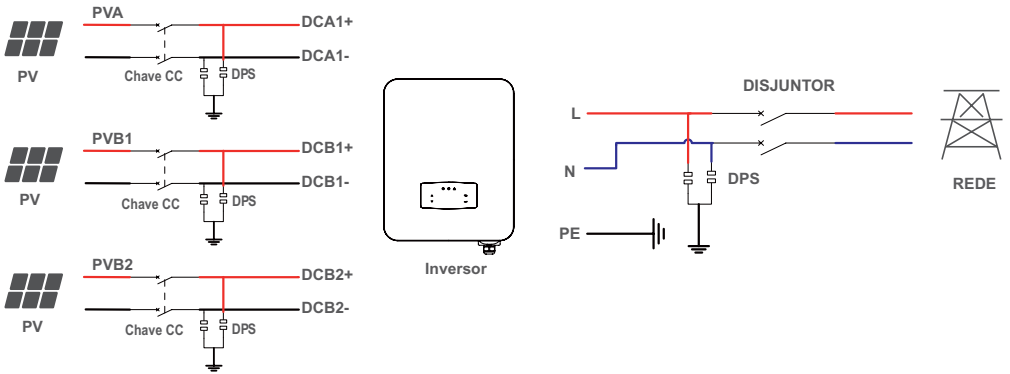 PVA
DCA1+
DCA1-
PV
Chave CC
DPS
PVB1
DCB1+
DCB1-
PV
Chave CC
DPS
PVB2
DCB2+
DCB2-
PV
Chave CC
DPS
Inversor
DISJUNTOR
L
N
DPS
PE
REDE